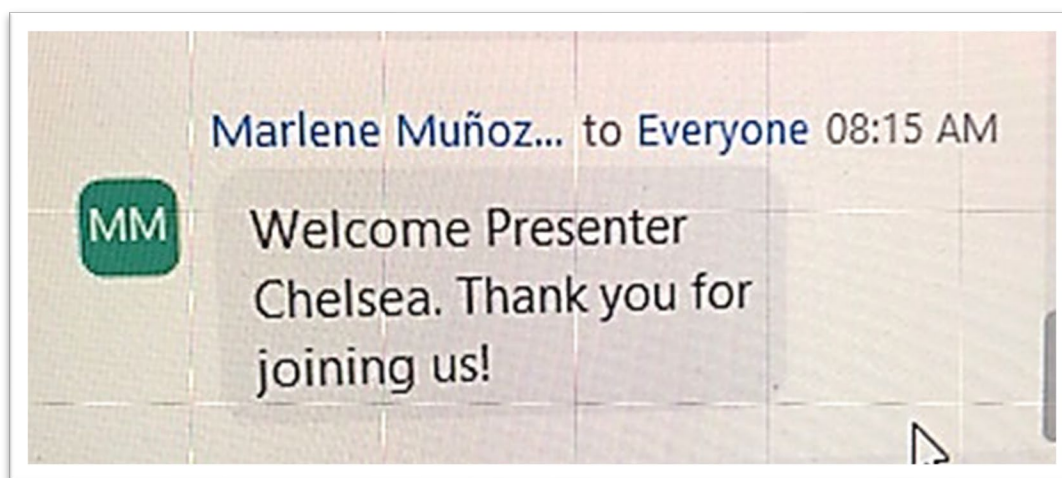 Marlene Muñoz... to Everyone 08:15 AM
MM
Welcome Presenter
Chelsea. Thank you for
joining us!